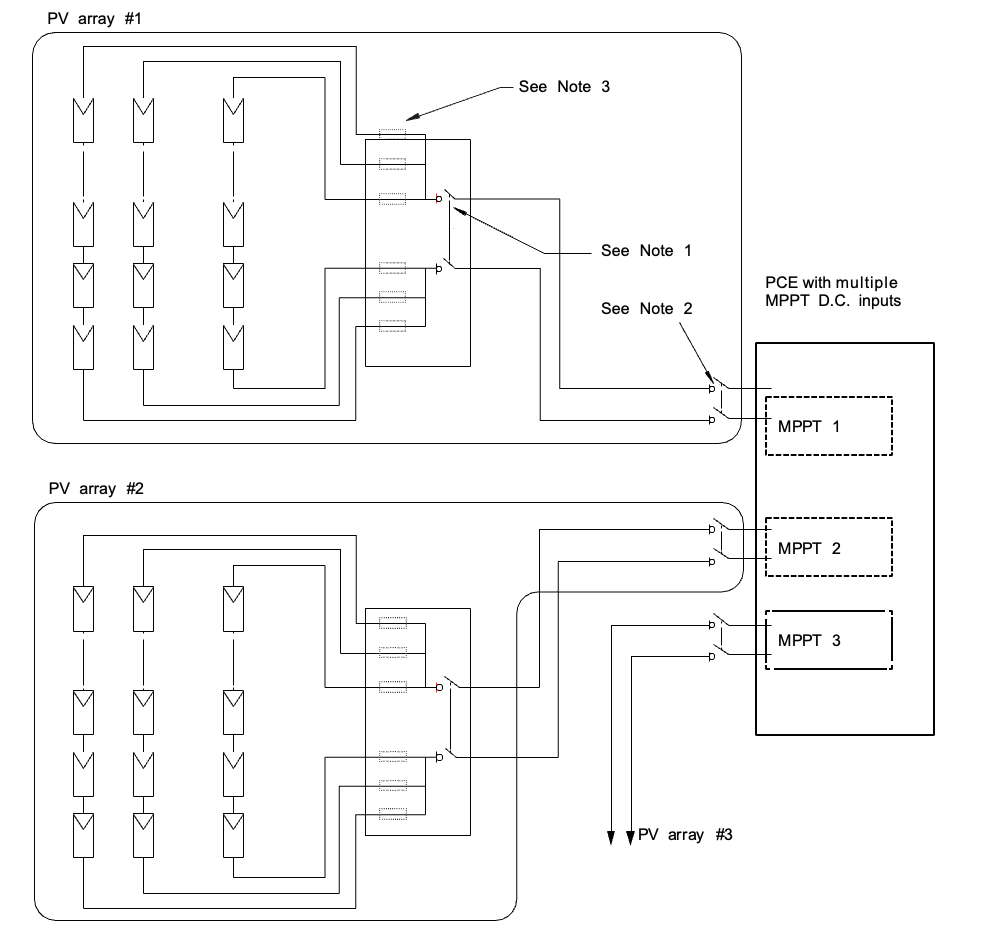 PV array #1
See Note 3
See Note 1
PCE with multiple
MPPT D.C. inputs
See Note 2
MPPT 1
PV array #2
MPPT 2
MPPT 3
PV array #3